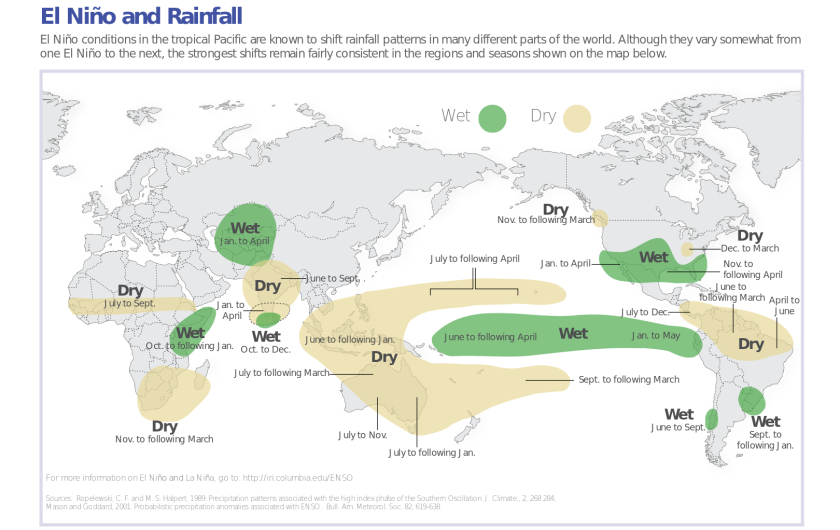 El Niño and Rainfall
El Niño conditions in the tropical Pacific are known to shift rainfall patterns in many different parts of the world. Although they vary somewhat from
one El Niño to the next, the strongest shifts remain fairly consistent in the regions and seasons shown on the map below.
Wet
Dry
Dry
Nov. to following March
Wet
Jan. to April
Dry
Dec. to March
Wet
Jan. to April
Nov. to
following April
July to following April
June to Sept.
Dry
Dry
July to Sept.
Jan. to
April
June to
following March
April to
June
July to Dec.
Wet
Oct. to following Jan.
Wet
Oct. to Dec.
June to following Jan.
Dry
June to following April
Wet
Jan. to May
Dry
July to following March
Sept. to following March
Dry
Nov. to following March
July to Nov.
July to following Jan.
Wet
June to Sept.
Wet
Sept. to
following Jan.
For more information on El Niño and La Niña, go to: http://iri.columbia.edu/ENSO
Sources:
Ropelewski, C. F. and M. S. Halpert, 1989: Precipitation patterns associated with the high index phase of the Southern Oscillation. J. Climate., 2, 268-284.
Mason and Goddard, 2001. Probabilistic precipitation anomalies associated with ENSO. Bull. Am. Meteorol. Soc. 82, 619-638